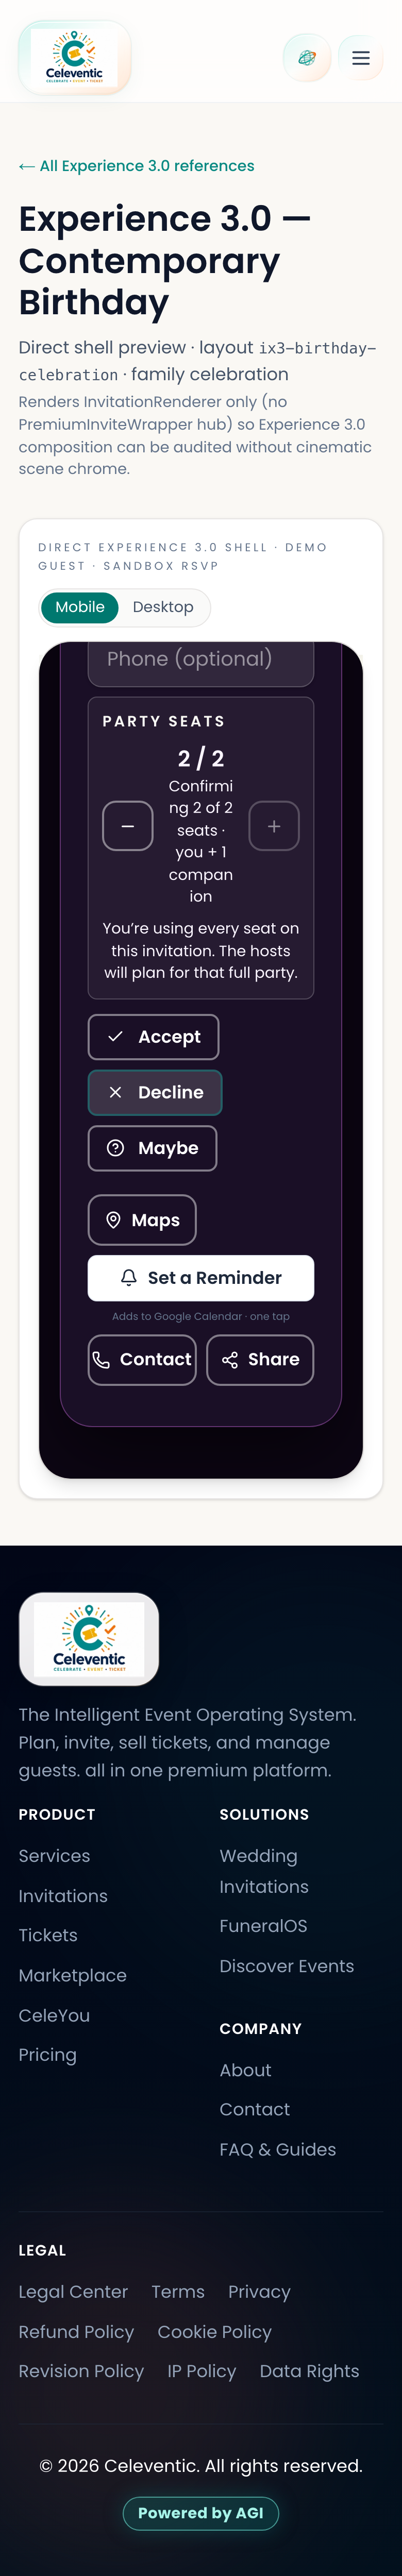 Celeventic
CELEBRATE • EVENT • TICKET
← All Experience 3.0 references
Experience 3.0 —
Contemporary
Birthday
Direct shell preview · layout ix3-birthday-
celebration · family celebration
Renders InvitationRenderer only (no
PremiumInviteWrapper hub) so Experience 3.0
composition can be audited without cinematic
scene chrome.
DIRECT EXPERIENCE 3.0 SHELL · DEMO
GUEST · SANDBOX RSVP
Mobile Desktop
Phone (optional)
PARTY SEATS
2 / 2
Confirmi
ng 2 of 2
seats ·
you + 1
compan
ion
You’re using every seat on
this invitation. The hosts
will plan for that full party.
Accept
Decline
Maybe
Maps
Set a Reminder
Adds to Google Calendar · one tap
Contact Share
Celeventic
CELEBRATE • EVENT • TICKET
The Intelligent Event Operating System.
Plan, invite, sell tickets, and manage
guests. all in one premium platform.
PRODUCT
Services
Invitations
Tickets
Marketplace
CeleYou
Pricing
SOLUTIONS
Wedding
Invitations
FuneralOS
Discover Events
COMPANY
About
Contact
FAQ & Guides
LEGAL
Legal Center Terms Privacy
Refund Policy Cookie Policy
Revision Policy IP Policy Data Rights
© 2026 Celeventic. All rights reserved.
Powered by AGI